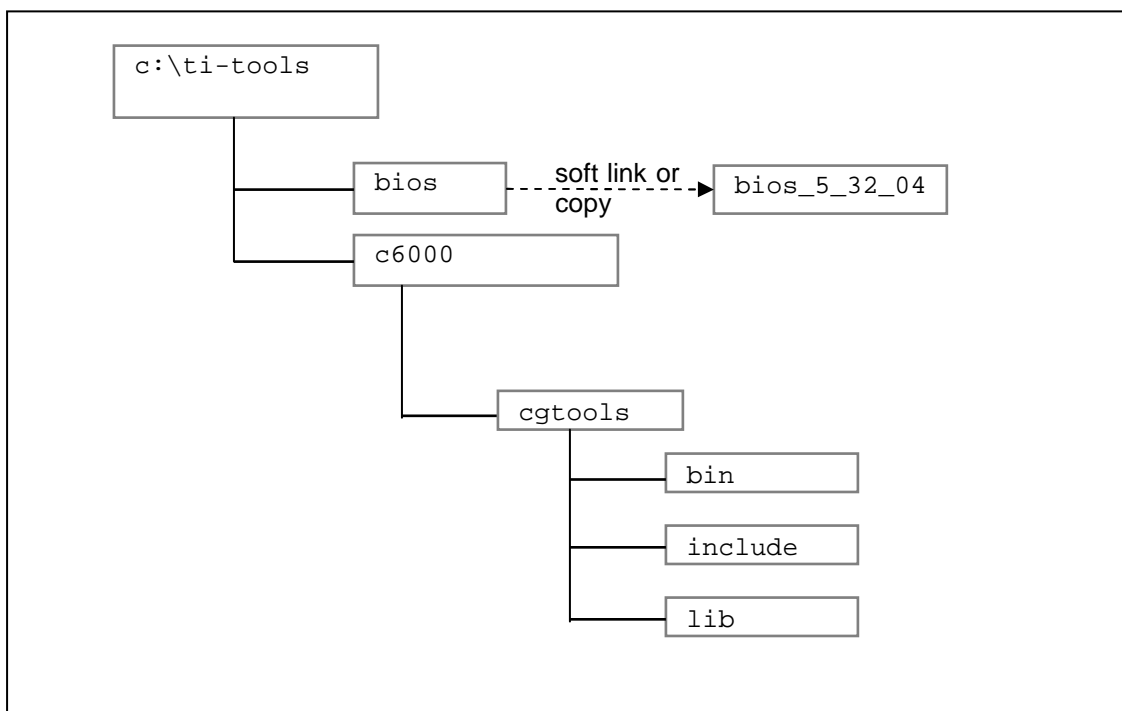 c:\ti-tools
bios
soft link or
copy
bios_5_32_04
c6000
cgtools
bin
include
lib